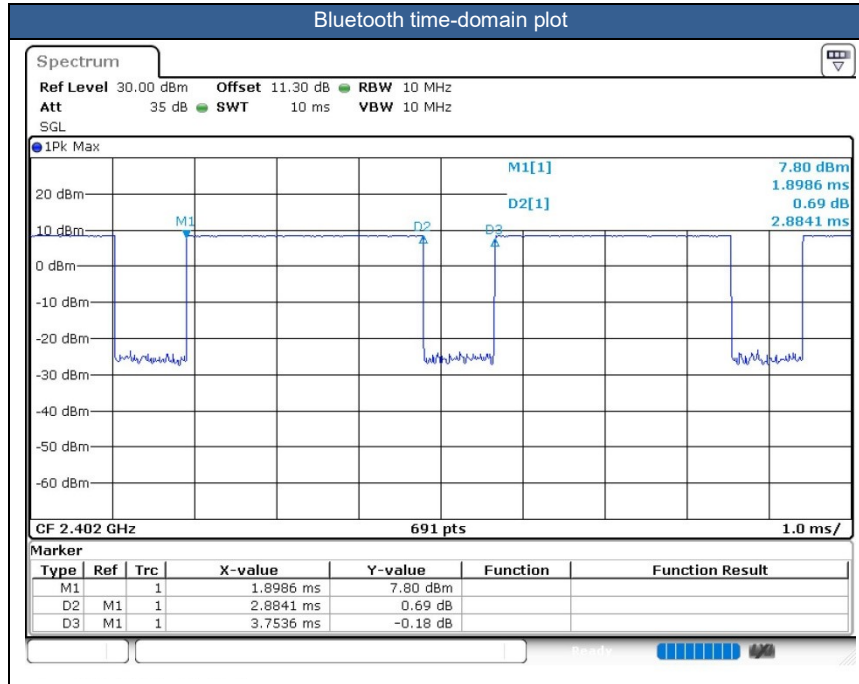 Bluetooth time-domain plot
Spectrum
Ref Level 30.00 dBm Offset 11.30 dB RBW 10 MHz
Att 35 dB SWT 10 ms VBW 10 MHz
SGL
1Pk Max
M1[1] 7.80 dBm
1.8986 ms
D2[1] 0.69 dB
2.8841 ms
20 dBm
M1
D2
D3
10 dBm
0 dBm
-10 dBm
-20 dBm
-30 dBm
-40 dBm
-50 dBm
-60 dBm
CF 2.402 GHz 691 pts 1.0 ms/
Marker
Type Ref Trc X-value Y-value Function Function Result
M1 1 1.8986 ms 7.80 dBm
D2 M1 1 2.8841 ms 0.69 dB
D3 M1 1 3.7536 ms -0.18 dB
Ready